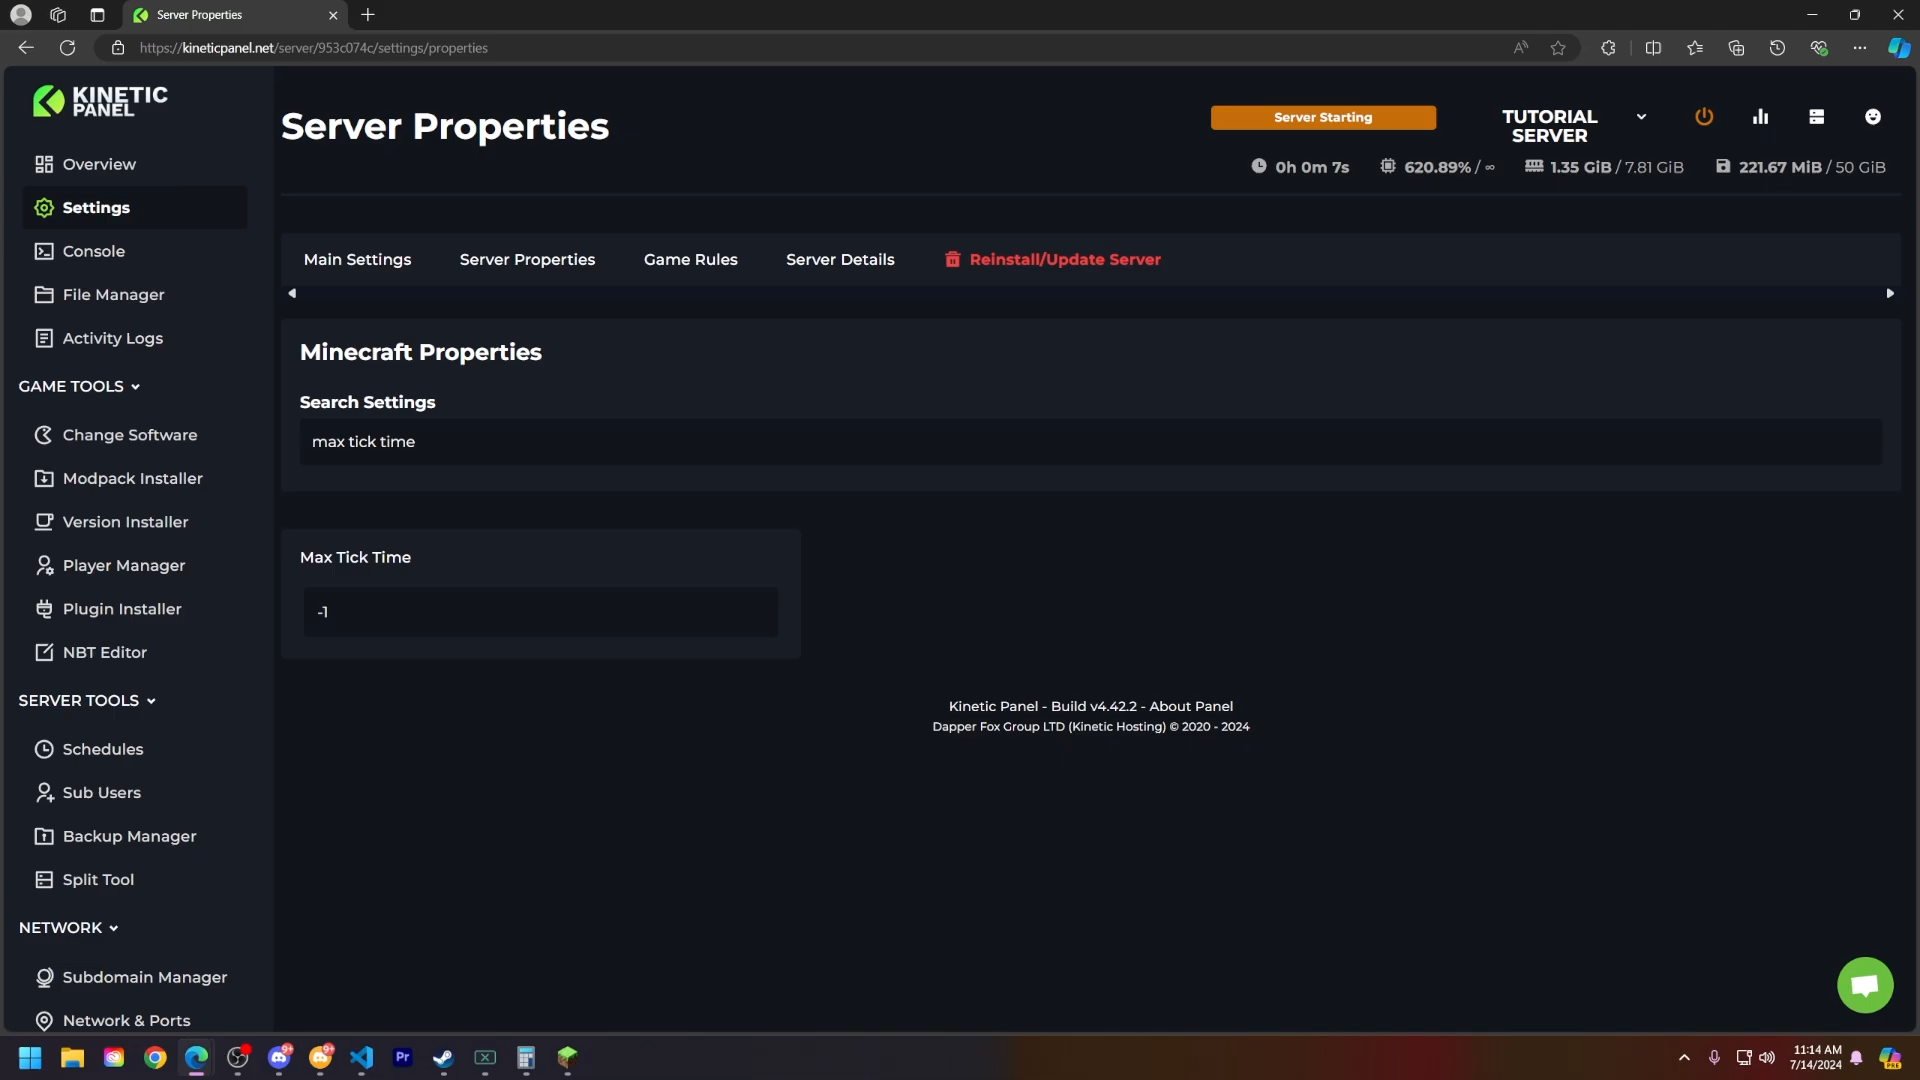 Server Properties
https://kineticpanel.net/server/953c074c/settings/properties
KINETIC
PANEL
Overview
Settings
Console
File Manager
Activity Logs
GAME TOOLS
Change Software
Modpack Installer
Version Installer
Player Manager
Plugin Installer
NBT Editor
SERVER TOOLS
Schedules
Sub Users
Backup Manager
Split Tool
NETWORK
Subdomain Manager
Network & Ports
Server Properties
Server Starting
TUTORIAL
SERVER
0h 0m 7s
620.89% / ∞
1.35 GiB / 7.81 GiB
221.67 MiB / 50 GiB
Main Settings
Server Properties
Game Rules
Server Details
Reinstall/Update Server
Minecraft Properties
Search Settings
max tick time
Max Tick Time
-1
Kinetic Panel - Build v4.42.2 - About Panel
Dapper Fox Group LTD (Kinetic Hosting) © 2020 - 2024
9+
9+
Pr
11:14 AM
7/14/2024
PRE